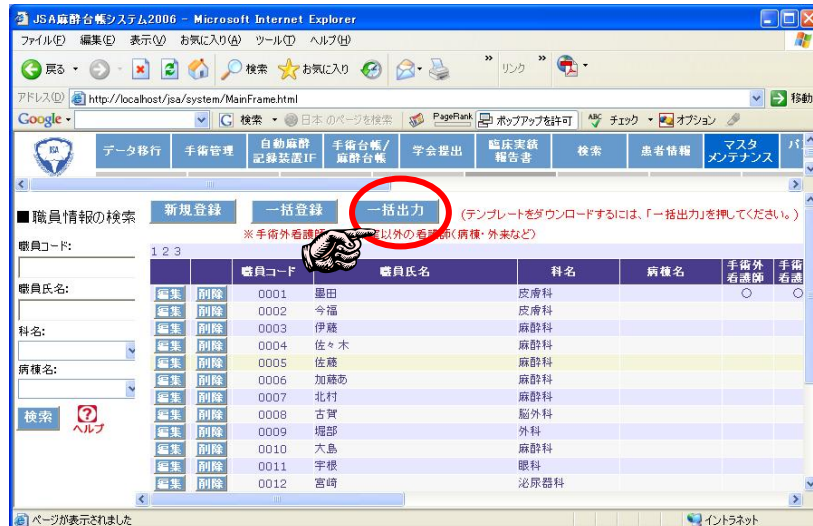 JSA麻酔台帳システム2006 - Microsoft Internet Explorer
ファイル(F) 編集(E) 表示(V) お気に入り(A) ツール(T) ヘルプ(H)
戻る 検索 お気に入り リンク
アドレス(D) http://localhost/jsa/system/MainFrame.html 移動
Google 検索 日本のページを検索 PageRank ポップアップを許可 ABC チェック オプション
データ移行 手術管理 自動麻酔記録装置IF 手術台帳/麻酔台帳 学会提出 臨床実績報告書 検索 患者情報 マスタメンテナンス
■職員情報の検索 新規登録 一括登録 一括出力 (テンプレートをダウンロードするには、「一括出力」を押してください。)
※手術外看護師 以外の看護師(病棟・外来など)
職員コード: 1 2 3
職員コード 職員氏名 科名 病棟名 手術外看護師 手術看護
職員氏名: 編集 削除 0001 墨田 皮膚科 ○ ○
編集 削除 0002 今福 皮膚科
科名: 編集 削除 0003 伊藤 麻酔科
編集 削除 0004 佐々木 麻酔科
病棟名: 編集 削除 0005 佐藤 麻酔科
編集 削除 0006 加藤あ 麻酔科
編集 削除 0007 北村 麻酔科
検索 ヘルプ 編集 削除 0008 古賀 脳外科
編集 削除 0009 堀部 外科
編集 削除 0010 大島 麻酔科
編集 削除 0011 宇根 眼科
編集 削除 0012 宮崎 泌尿器科
ページが表示されました イントラネット